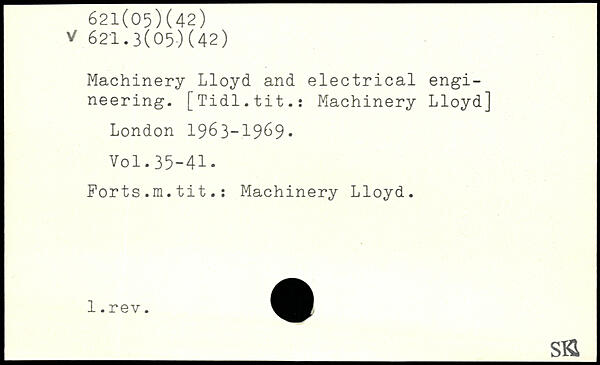 621(05)(42)
v 621.3(05)(42)
Machinery Lloyd and electrical engi-
neering. [Tidl.tit.: Machinery Lloyd]
London 1963-1969.
Vol.35-41.
Forts.m.tit.: Machinery Lloyd.
1.rev.
SK